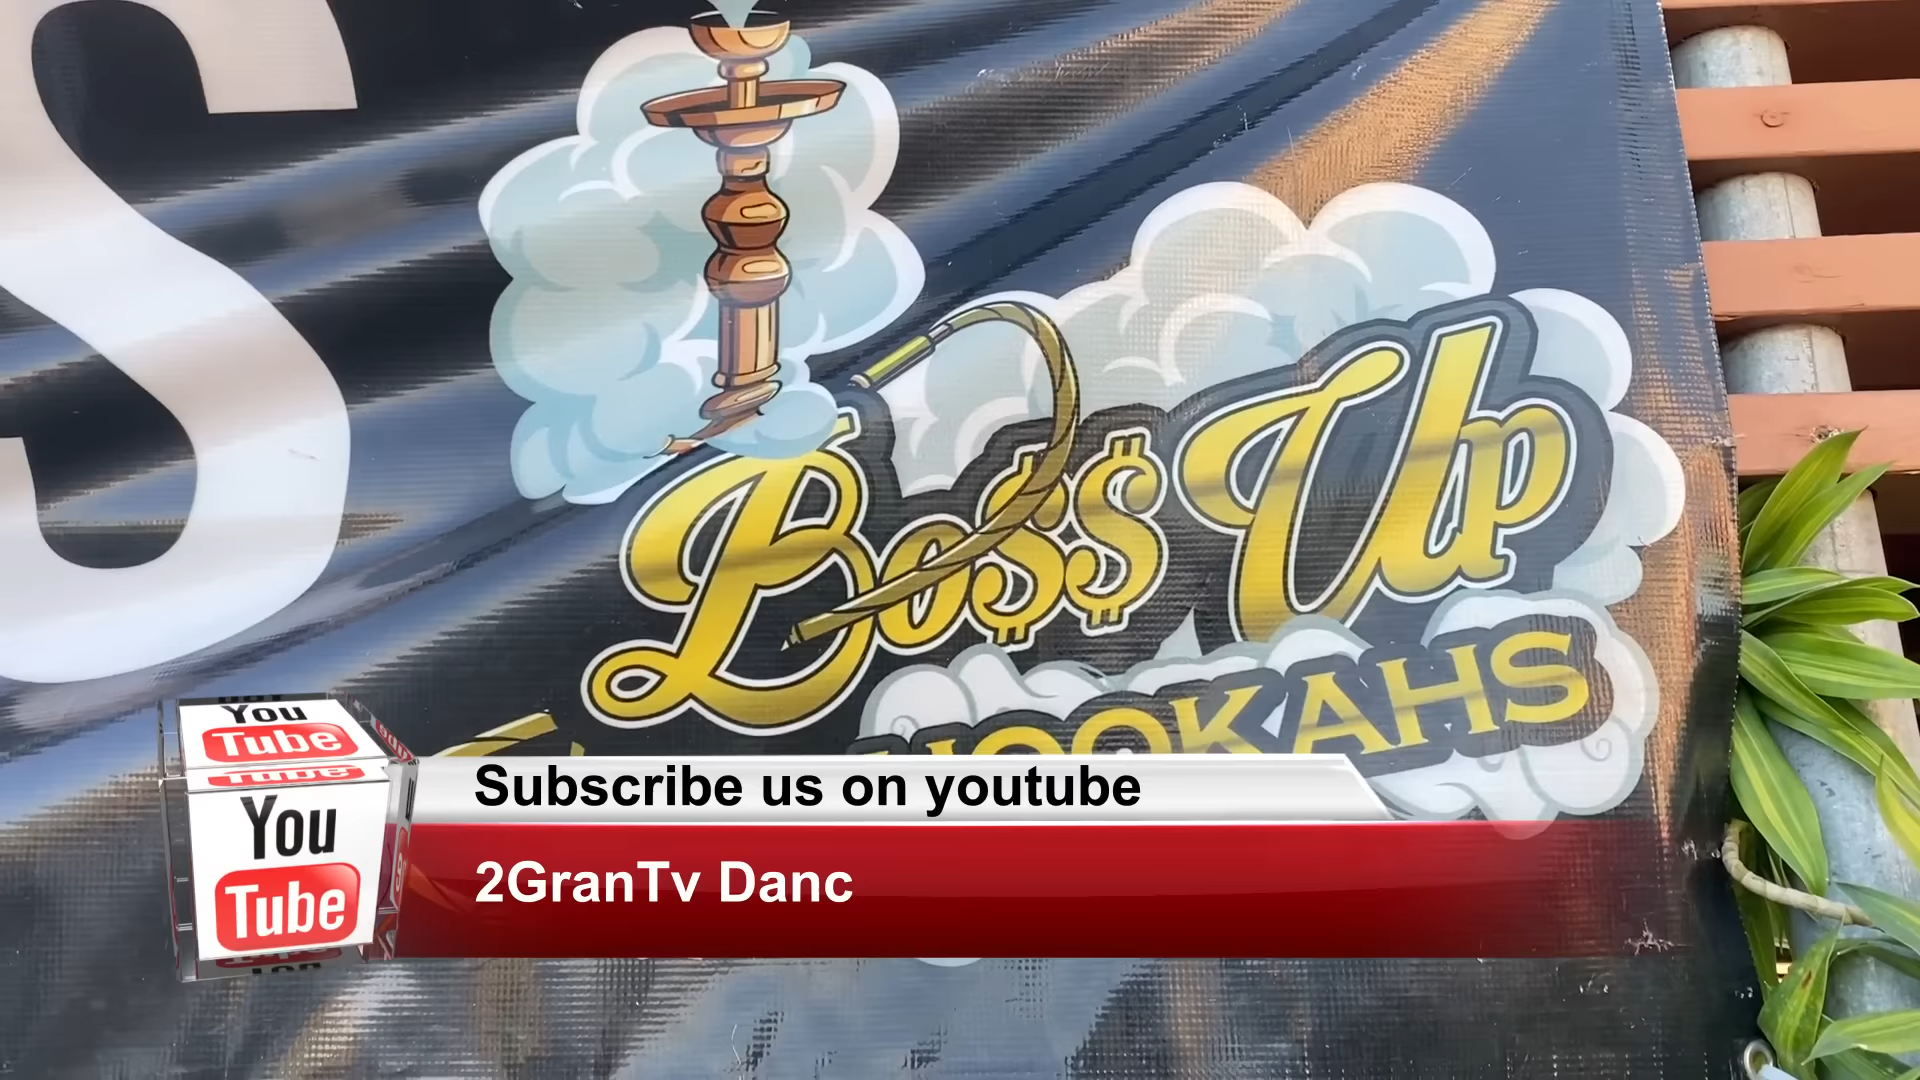 S
Bo$$ Up
HOOKAHS
You
Tube
You
Tube
Subscribe us on youtube
2GranTv Danc